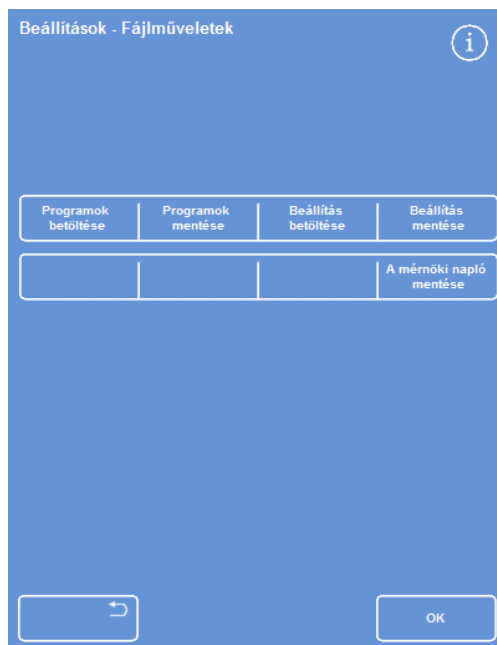 Beállítások - Fájlműveletek
i
Programok
betöltése
Programok
mentése
Beállítás
betöltése
Beállítás
mentése
A mérnöki napló
mentése
OK